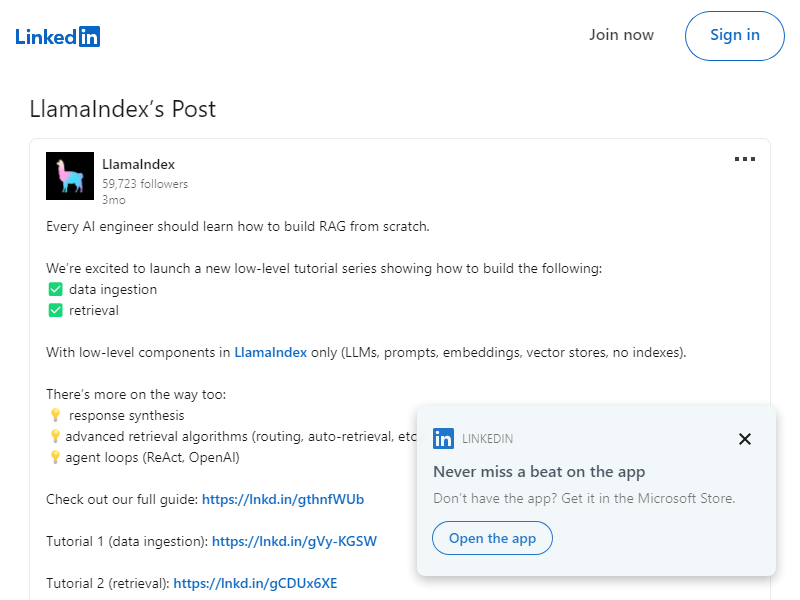 LinkedIn
Join now
Sign in
LlamaIndex's Post
LlamaIndex
59,723 followers
3mo
Every AI engineer should learn how to build RAG from scratch.
We're excited to launch a new low-level tutorial series showing how to build the following:
✅ data ingestion
✅ retrieval
With low-level components in LlamaIndex only (LLMs, prompts, embeddings, vector stores, no indexes).
There's more on the way too:
💡 response synthesis
💡 advanced retrieval algorithms (routing, auto-retrieval, etc
💡 agent loops (ReAct, OpenAI)
Check out our full guide: https://lnkd.in/gthnfWUb
Tutorial 1 (data ingestion): https://lnkd.in/gVy-KGSW
Tutorial 2 (retrieval): https://lnkd.in/gCDUx6XE
in LINKEDIN
Never miss a beat on the app
Don't have the app? Get it in the Microsoft Store.
Open the app